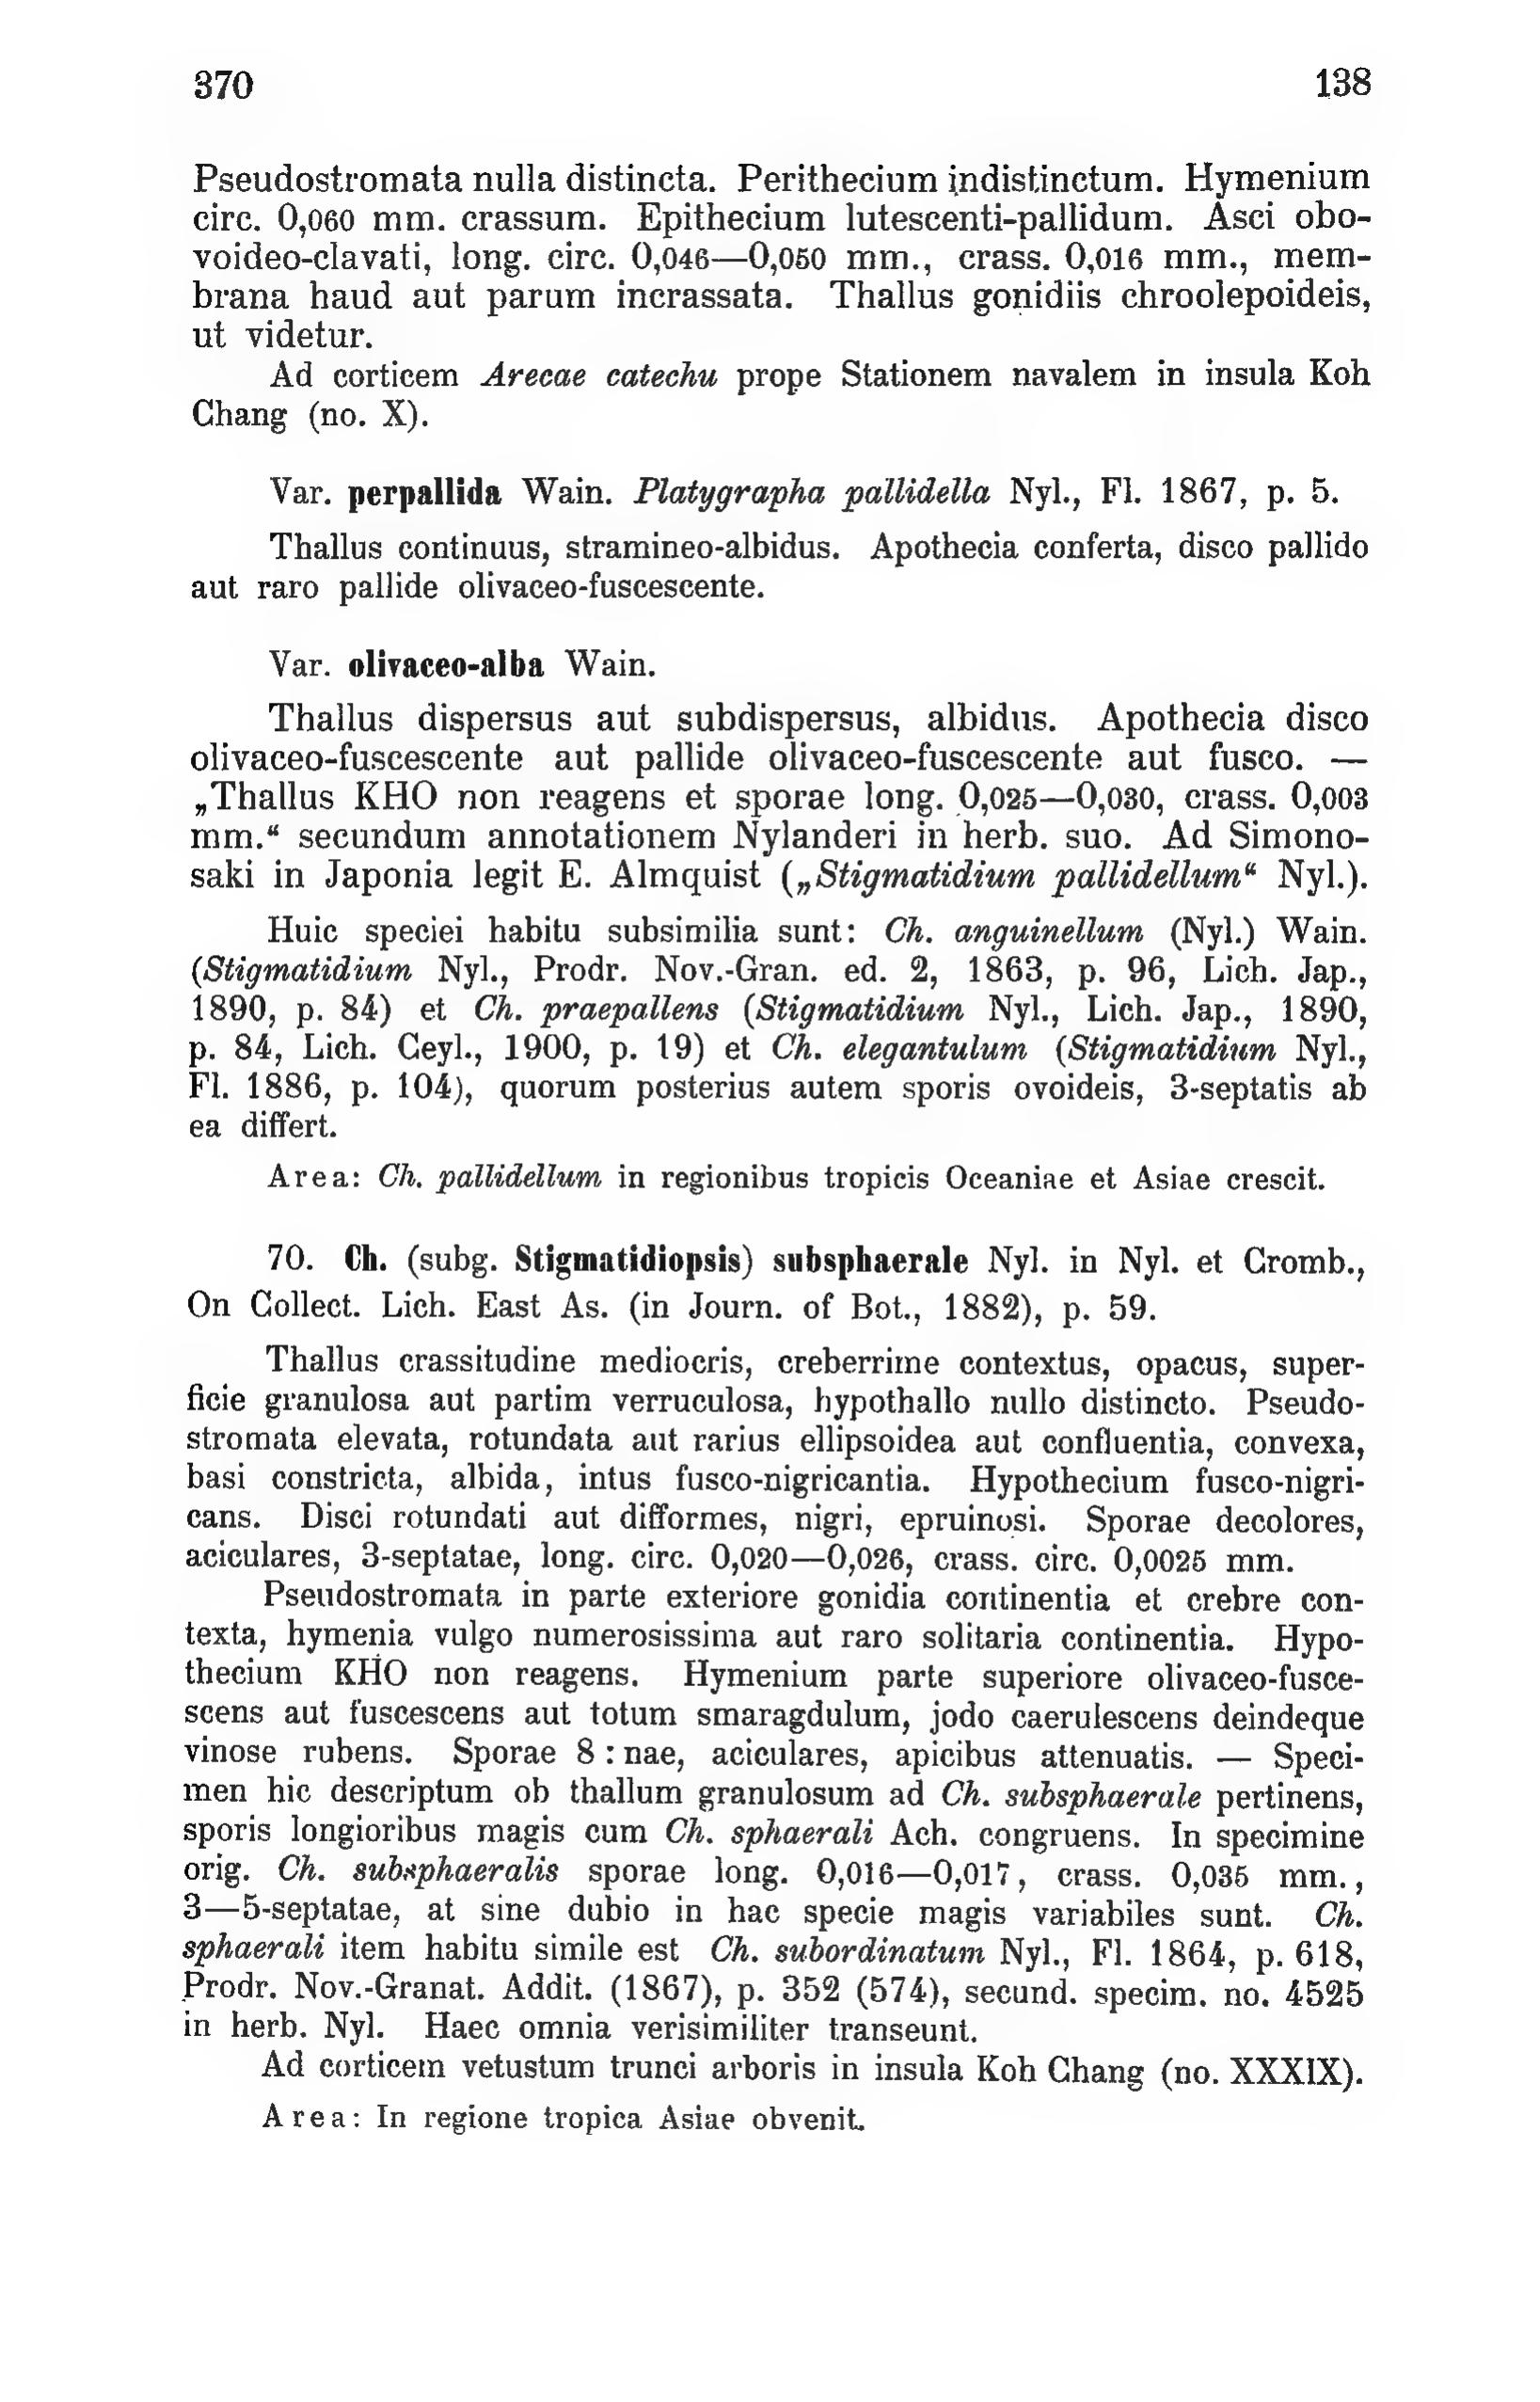 370 138
Pseudostromata nulla distincta. Perithecium indistinctum. Hymenium
circ. 0,060 mm. crassum. Epithecium lutescenti-pallidum. Asci obo-
voideo-clavati, long. circ. 0,046—0,050 mm., crass. 0,016 mm., mem-
brana haud aut parum incrassata. Thallus gonidiis chroolepoideis,
ut videtur.
Ad corticem Arecae catechu prope Stationem navalem in insula Koh
Chang (no. X).
Var. perpallida Wain. Platygrapha pallidella Nyl., Fl. 1867, p. 5.
Thallus continuus, stramineo-albidus. Apothecia conferta, disco pallido
aut raro pallide olivaceo-fuscescente.
Var. olivaceo-alba Wain.
Thallus dispersus aut subdispersus, albidus. Apothecia disco
olivaceo-fuscescente aut pallide olivaceo-fuscescente aut fusco. —
„Thallus KHO non reagens et sporae long. 0,025—0,030, crass. 0,003
mm.“ secundum annotationem Nylanderi in herb. suo. Ad Simono-
saki in Japonia legit E. Almquist („Stigmatidium pallidellum“ Nyl.).
Huic speciei habitu subsimilia sunt: Ch. anguinellum (Nyl.) Wain.
(Stigmatidium Nyl., Prodr. Nov.-Gran. ed. 2, 1863, p. 96, Lich. Jap.,
1890, p. 84) et Ch. praepallens (Stigmatidium Nyl., Lich. Jap., 1890,
p. 84, Lich. Ceyl., 1900, p. 19) et Ch. elegantulum (Stigmatidium Nyl.,
Fl. 1886, p. 104), quorum posterius autem sporis ovoideis, 3-septatis ab
ea differt.
Area: Ch. pallidellum in regionibus tropicis Oceaniae et Asiae crescit.
70. Ch. (subg. Stigmatidiopsis) subsphaerale Nyl. in Nyl. et Cromb.,
On Collect. Lich. East As. (in Journ. of Bot., 1882), p. 59.
Thallus crassitudine mediocris, creberrime contextus, opacus, super-
ficie granulosa aut partim verruculosa, hypothallo nullo distincto. Pseudo-
stromata elevata, rotundata aut rarius ellipsoidea aut confluentia, convexa,
basi constricta, albida, intus fusco-nigricantia. Hypothecium fusco-nigri-
cans. Disci rotundati aut difformes, nigri, epruinosi. Sporae decolores,
aciculares, 3-septatae, long. circ. 0,020—0,026, crass. circ. 0,0025 mm.
Pseudostromata in parte exteriore gonidia continentia et crebre con-
texta, hymenia vulgo numerosissima aut raro solitaria continentia. Hypo-
thecium KHO non reagens. Hymenium parte superiore olivaceo-fusce-
scens aut fuscescens aut totum smaragdulum, jodo caerulescens deindeque
vinose rubens. Sporae 8 : nae, aciculares, apicibus attenuatis. — Speci-
men hic descriptum ob thallum granulosum ad Ch. subsphaerale pertinens,
sporis longioribus magis cum Ch. sphaerali Ach. congruens. In specimine
orig. Ch. subsphaeralis sporae long. 0,016—0,017, crass. 0,035 mm.,
3—5-septatae, at sine dubio in hac specie magis variabiles sunt. Ch.
sphaerali item habitu simile est Ch. subordinatum Nyl., Fl. 1864, p. 618,
Prodr. Nov.-Granat. Addit. (1867), p. 352 (574), secund. specim. no. 4525
in herb. Nyl. Haec omnia verisimiliter transeunt.
Ad corticem vetustum trunci arboris in insula Koh Chang (no. XXXIX).
Area: In regione tropica Asiae obvenit.